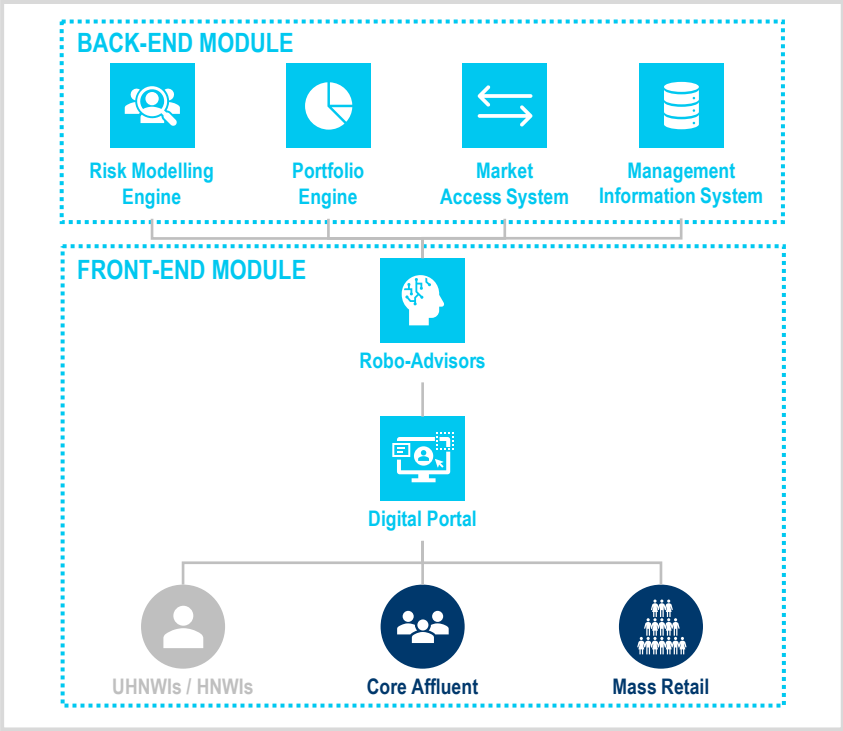 BACK-END MODULE
Risk Modelling
Engine
Portfolio
Engine
Market
Access System
Management
Information System
FRONT-END MODULE
Robo-Advisors
Digital Portal
UHNWIs / HNWIs
Core Affluent
Mass Retail